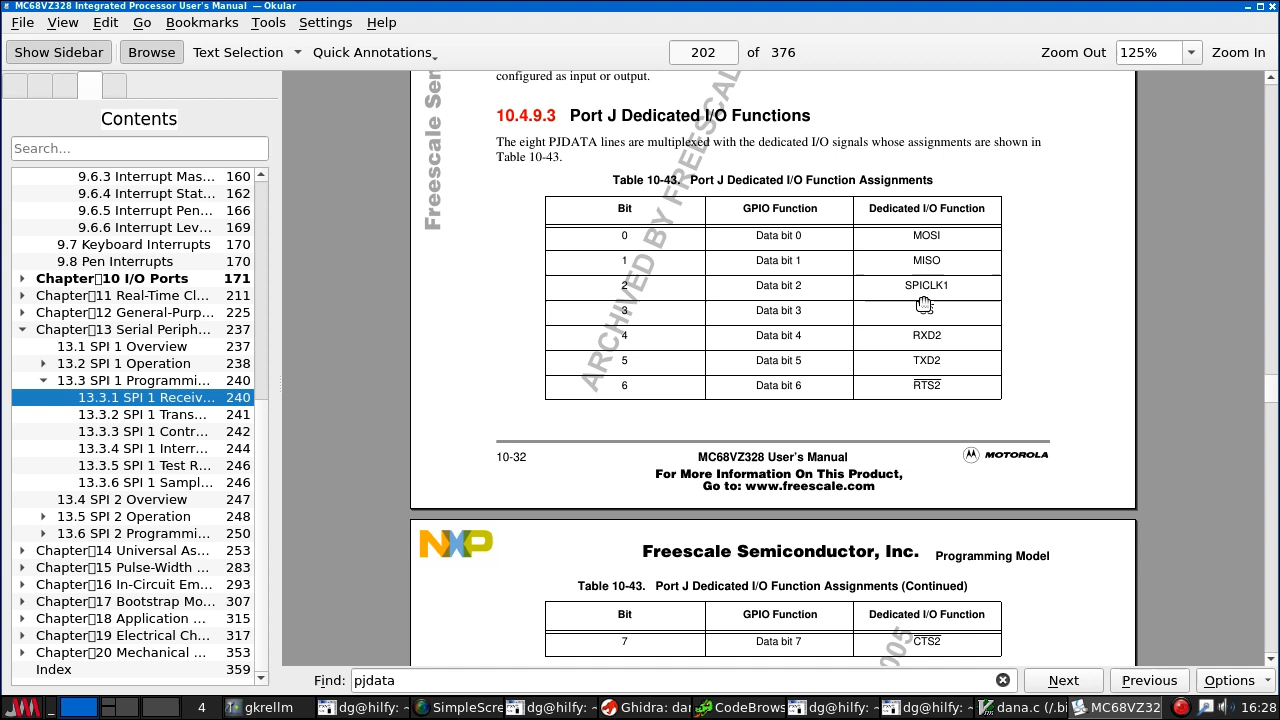 MC68VZ328 Integrated Processor User's Manual — Okular
File View Edit Go Bookmarks Tools Settings Help
Show Sidebar Browse Text Selection Quick Annotations 202 of 376 Zoom Out 125% Zoom In
Contents
Search...
9.6.3 Interrupt Mas... 160
9.6.4 Interrupt Stat... 162
9.6.5 Interrupt Pen... 166
9.6.6 Interrupt Lev... 169
9.7 Keyboard Interrupts 170
9.8 Pen Interrupts 170
Chapter 10 I/O Ports 171
Chapter 11 Real-Time Cl... 211
Chapter 12 General-Purp... 225
Chapter 13 Serial Periph... 237
13.1 SPI 1 Overview 237
13.2 SPI 1 Operation 238
13.3 SPI 1 Programmi... 240
13.3.1 SPI 1 Receiv... 240
13.3.2 SPI 1 Trans... 241
13.3.3 SPI 1 Contr... 242
13.3.4 SPI 1 Interr... 244
13.3.5 SPI 1 Test R... 246
13.3.6 SPI 1 Sampl... 246
13.4 SPI 2 Overview 247
13.5 SPI 2 Operation 248
13.6 SPI 2 Programmi... 250
Chapter 14 Universal As... 253
Chapter 15 Pulse-Width ... 283
Chapter 16 In-Circuit Em... 293
Chapter 17 Bootstrap Mo... 307
Chapter 18 Application ... 315
Chapter 19 Electrical Ch... 317
Chapter 20 Mechanical ... 353
Index 359
configured as input or output.
Freescale Ser
ARCHIVED BY FREESCAL
10.4.9.3 Port J Dedicated I/O Functions
The eight PJDATA lines are multiplexed with the dedicated I/O signals whose assignments are shown in
Table 10-43.
Table 10-43. Port J Dedicated I/O Function Assignments
Bit GPIO Function Dedicated I/O Function
0 Data bit 0 MOSI
1 Data bit 1 MISO
2 Data bit 2 SPICLK1
3 Data bit 3
4 Data bit 4 RXD2
5 Data bit 5 TXD2
6 Data bit 6 RTS2
10-32 MC68VZ328 User's Manual MOTOROLA
For More Information On This Product,
Go to: www.freescale.com
NXP Freescale Semiconductor, Inc. Programming Model
Table 10-43. Port J Dedicated I/O Function Assignments (Continued)
Bit GPIO Function Dedicated I/O Function
7 Data bit 7 CTS2
005
Find: pjdata Next Previous Options
4 gkrellm dg@hilfy: ~ SimpleScre dg@hilfy: ~ Ghidra: dar CodeBrows dg@hilfy: ~ dg@hilfy: ~ dana.c (/.bi MC68VZ32 16:28